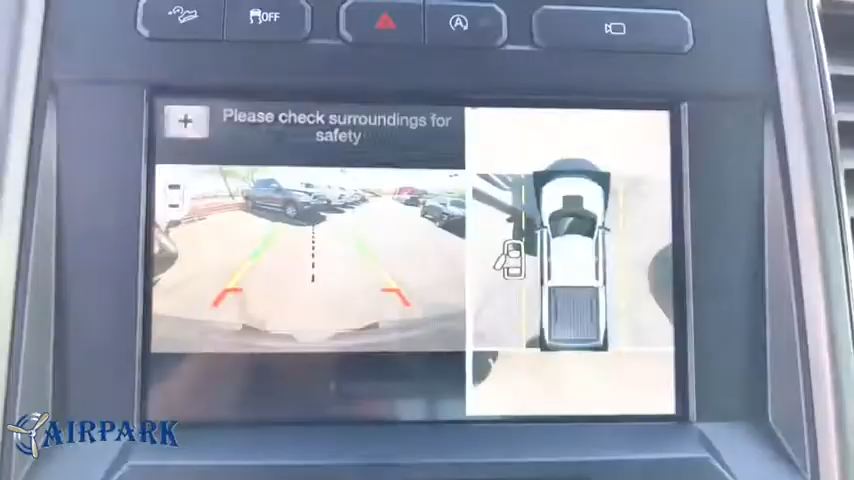 OFF
A
+
Please check surroundings for
safety
AIRPARK